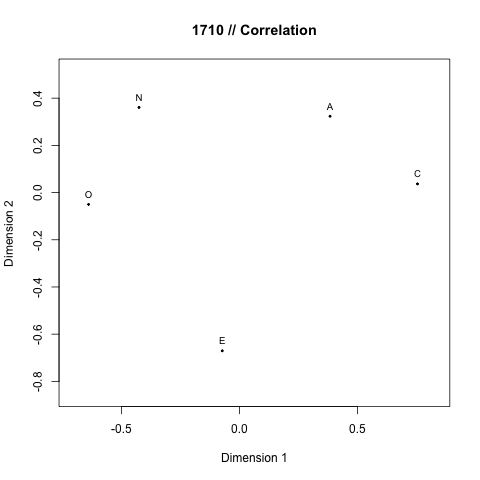 1710 // Correlation
N
A
C
O
E
0.4
0.2
0.0
-0.2
-0.4
-0.6
-0.8
Dimension 2
-0.5
0.0
0.5
Dimension 1